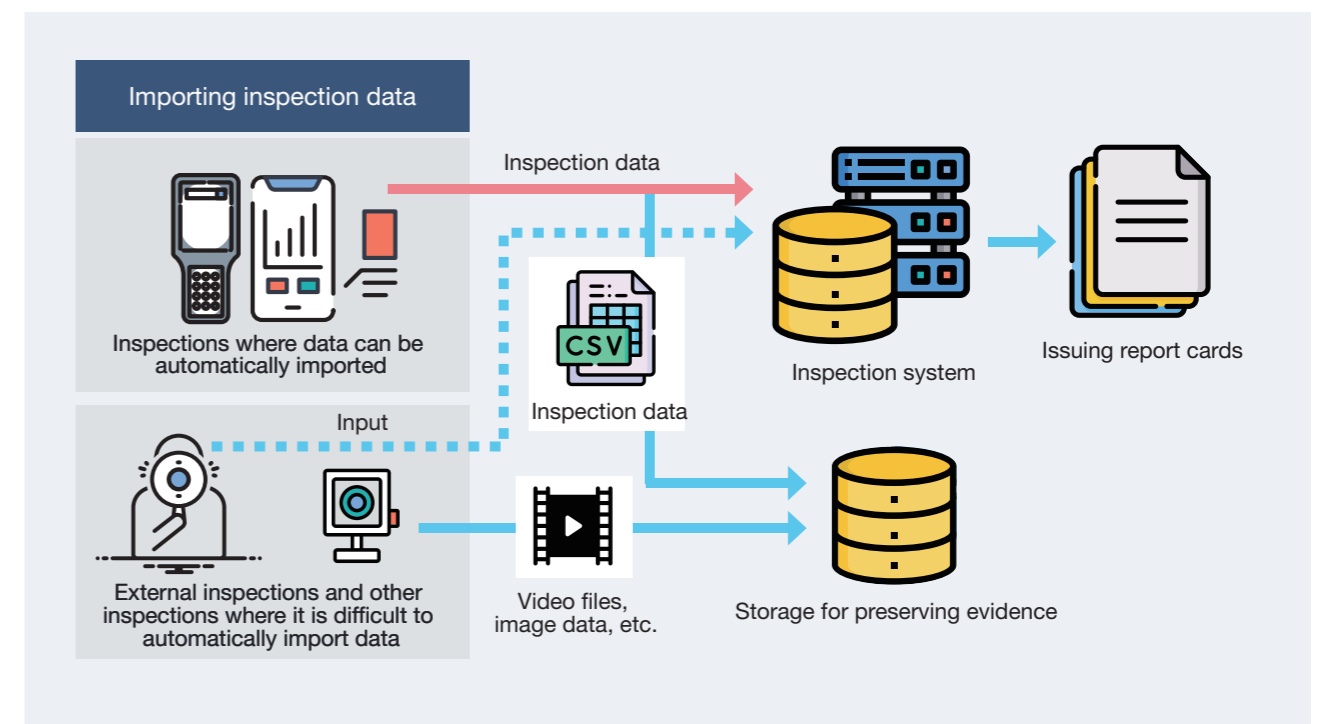 Importing inspection data
Inspection data
Inspections where data can be
automatically imported
CSV
Inspection data
Inspection system
Issuing report cards
Input
External inspections and other
inspections where it is difficult to
automatically import data
Video files,
image data, etc.
Storage for preserving evidence